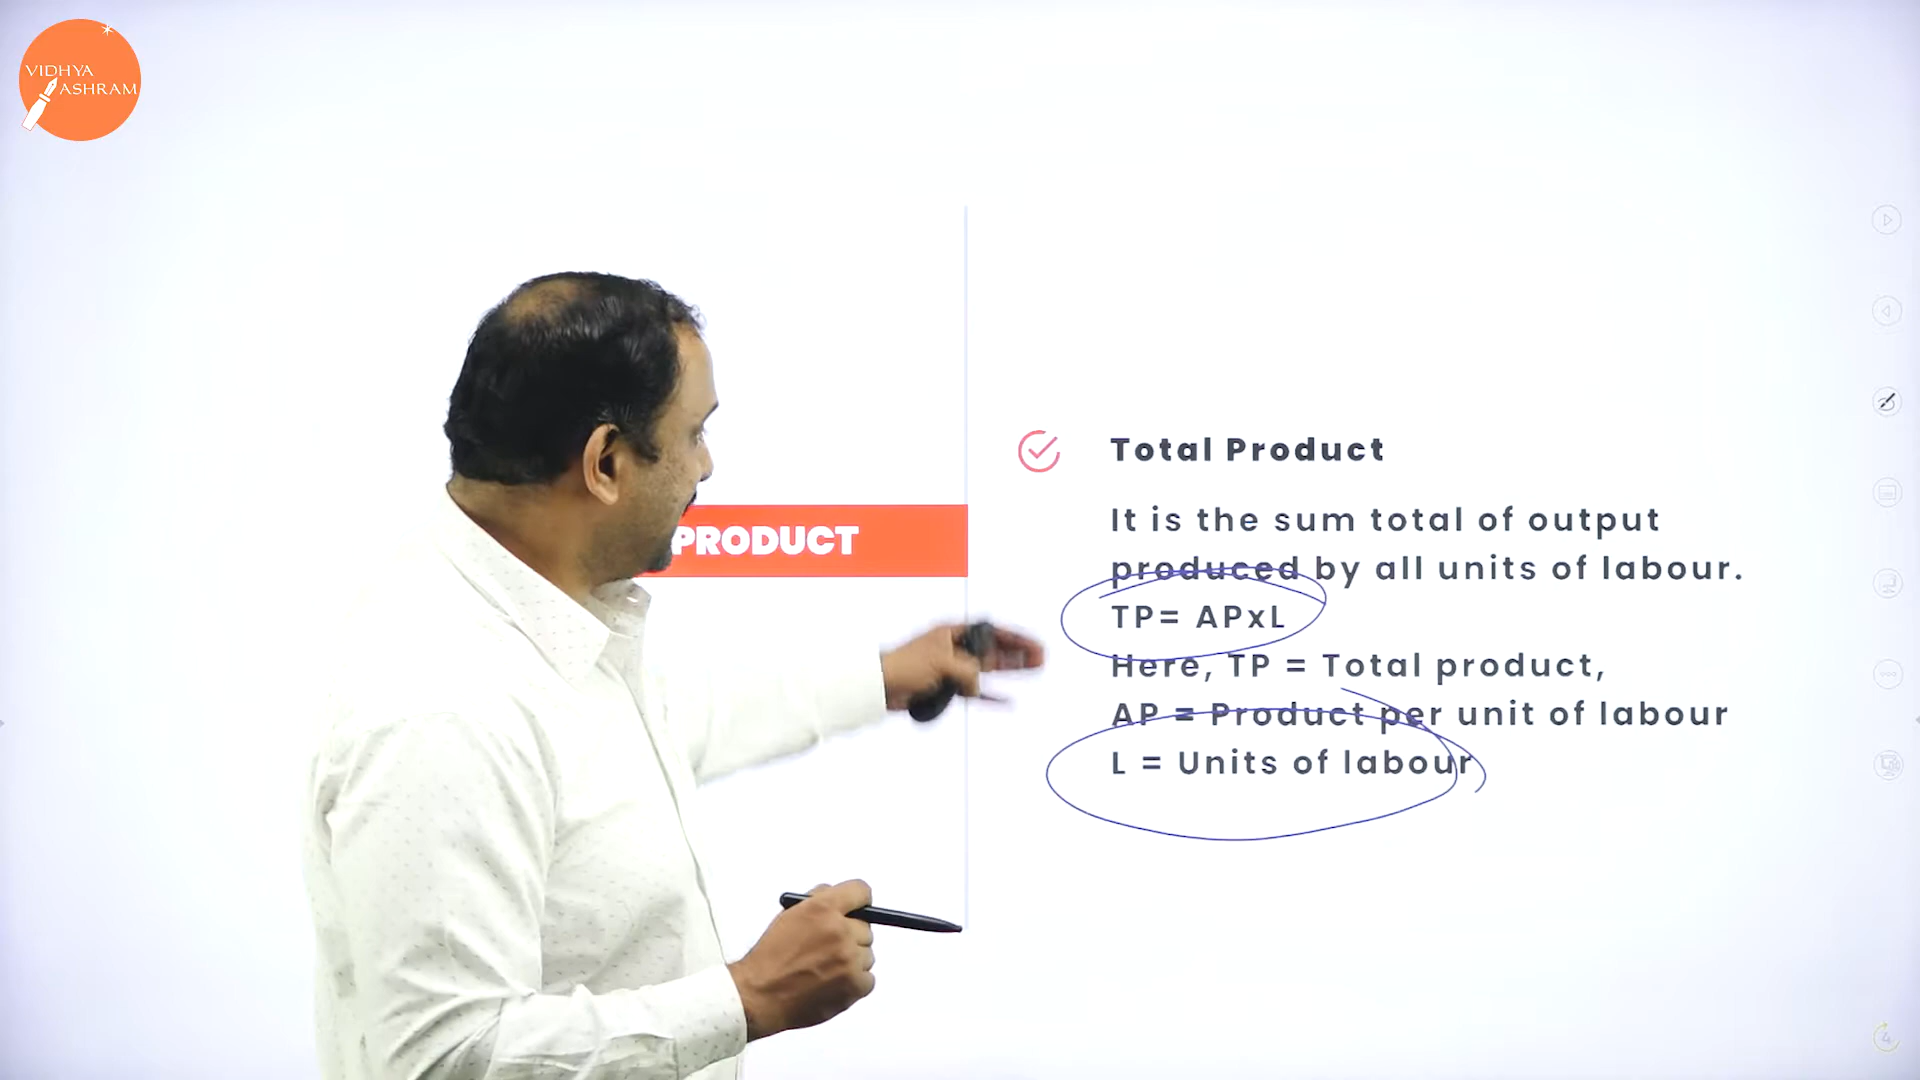 VIDHYA
ASHRAM
PRODUCT
Total Product
It is the sum total of output
produced by all units of labour.
TP= APxL
Here, TP = Total product,
AP = Product per unit of labour
L = Units of labour
4